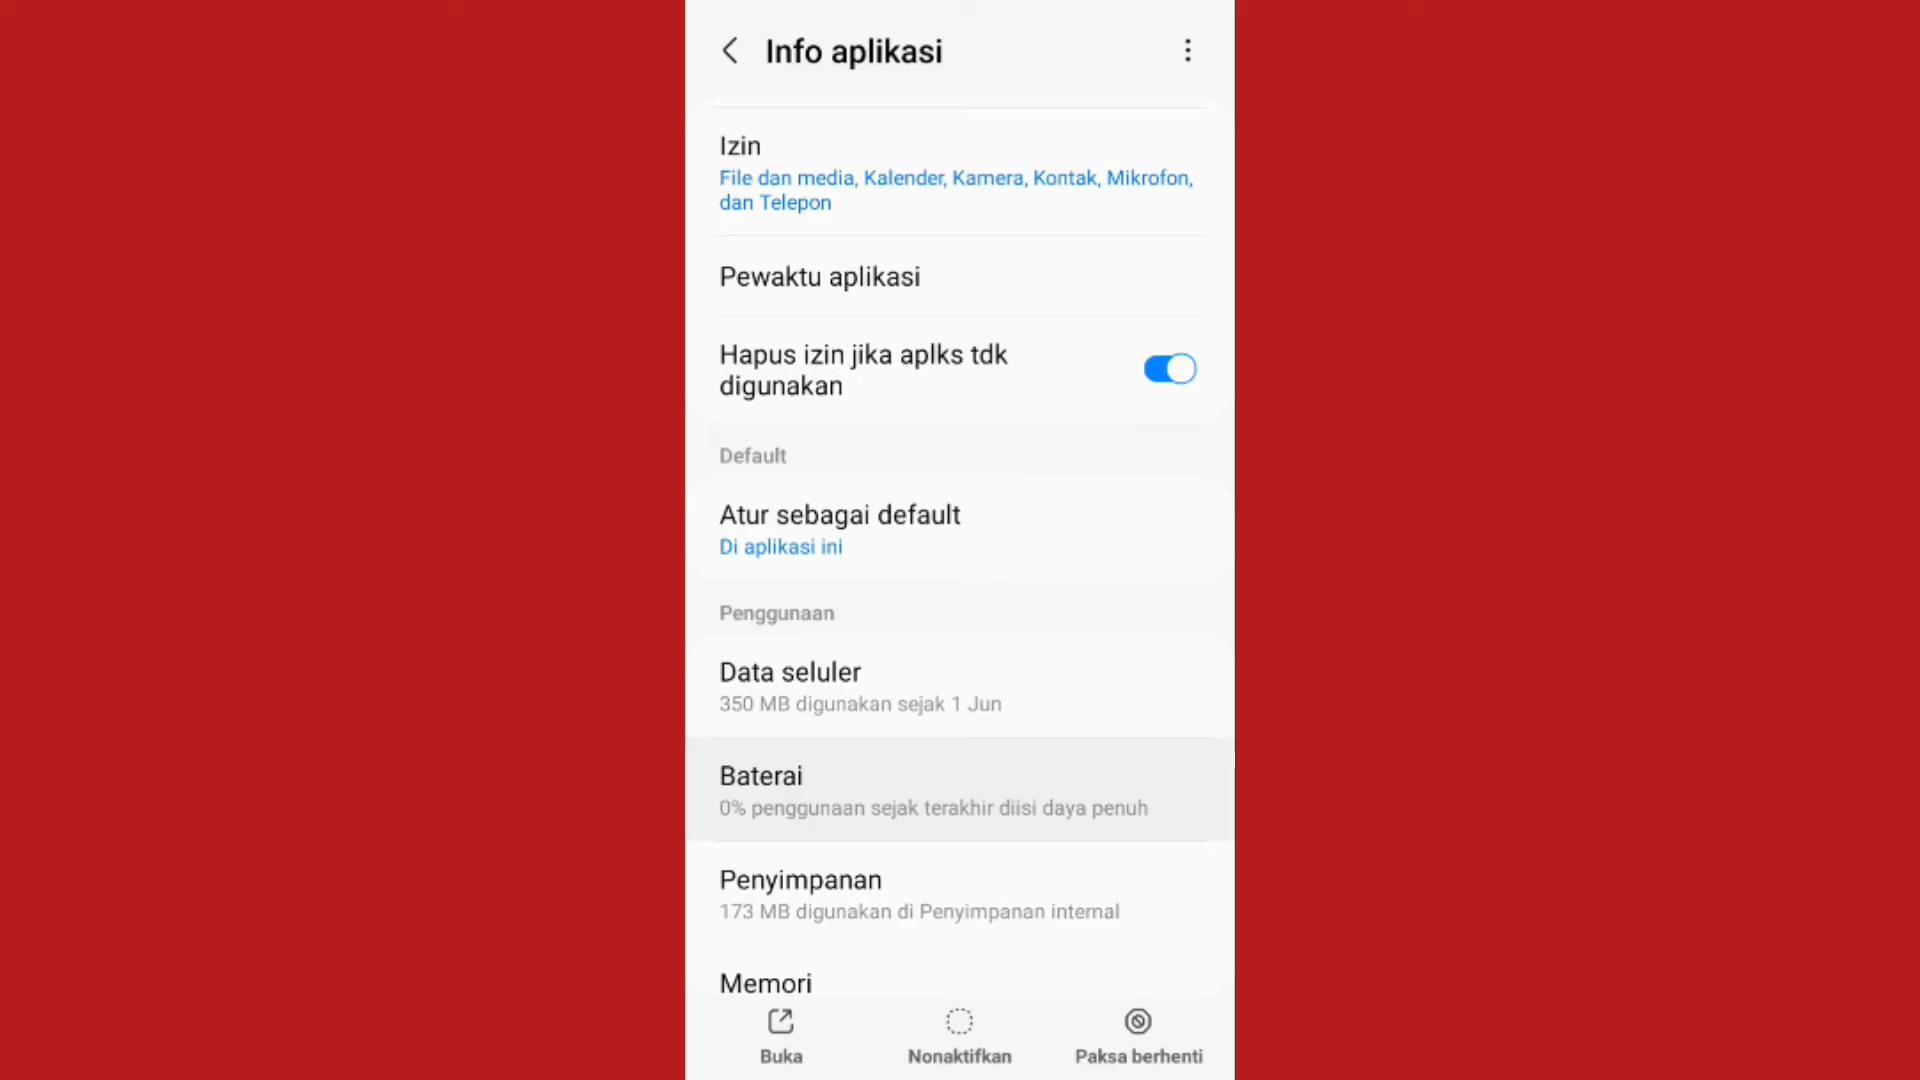 Info aplikasi
Izin
File dan media, Kalender, Kamera, Kontak, Mikrofon,
dan Telepon
Pewaktu aplikasi
Hapus izin jika aplks tdk
digunakan
Default
Atur sebagai default
Di aplikasi ini
Penggunaan
Data seluler
350 MB digunakan sejak 1 Jun
Baterai
0% penggunaan sejak terakhir diisi daya penuh
Penyimpanan
173 MB digunakan di Penyimpanan internal
Memori
Buka
Nonaktifkan
Paksa berhenti